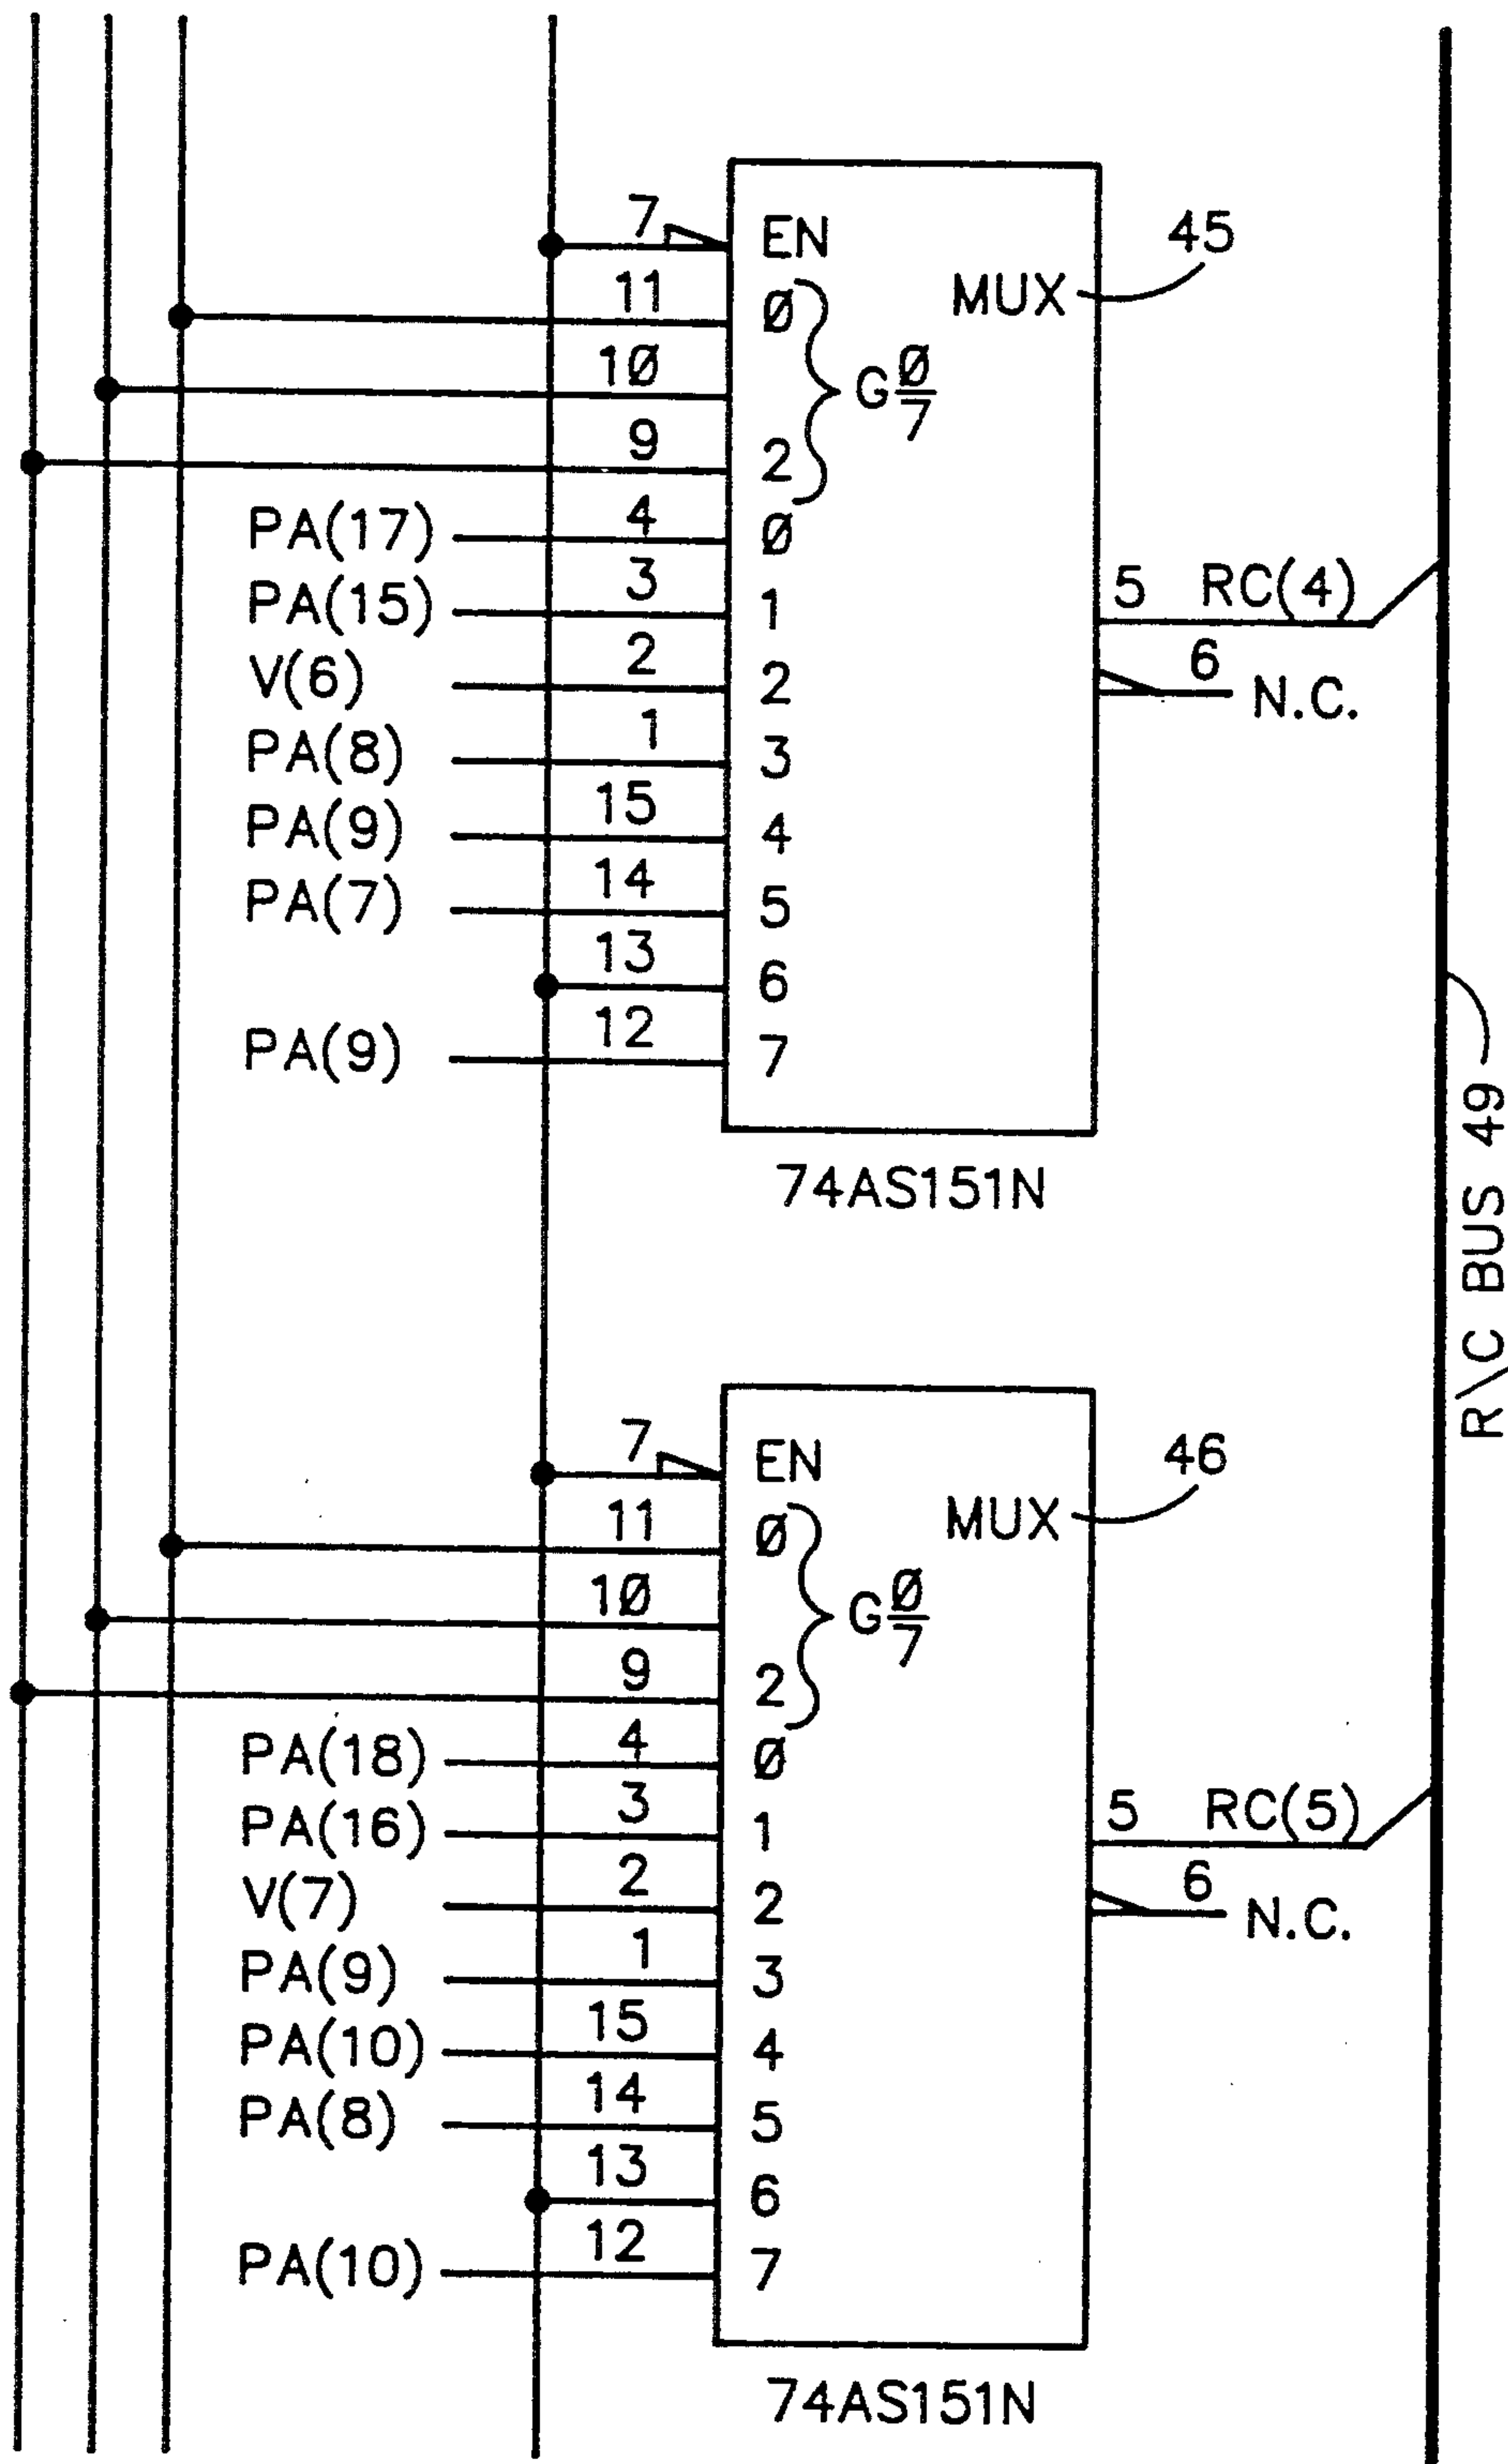 7 EN 45
11 Ø MUX
10 G Ø/7
9 2
PA(17) 4 Ø
PA(15) 3 1 5 RC(4)
V(6) 2 2 6 N.C.
PA(8) 1 3
PA(9) 15 4
PA(7) 14 5
13 6
PA(9) 12 7
74AS151N
R\C BUS 49
7 EN 46
11 Ø MUX
1Ø G Ø/7
9 2
PA(18) 4 Ø
PA(16) 3 1 5 RC(5)
V(7) 2 2 6 N.C.
PA(9) 1 3
PA(10) 15 4
PA(8) 14 5
13 6
PA(10) 12 7
74AS151N